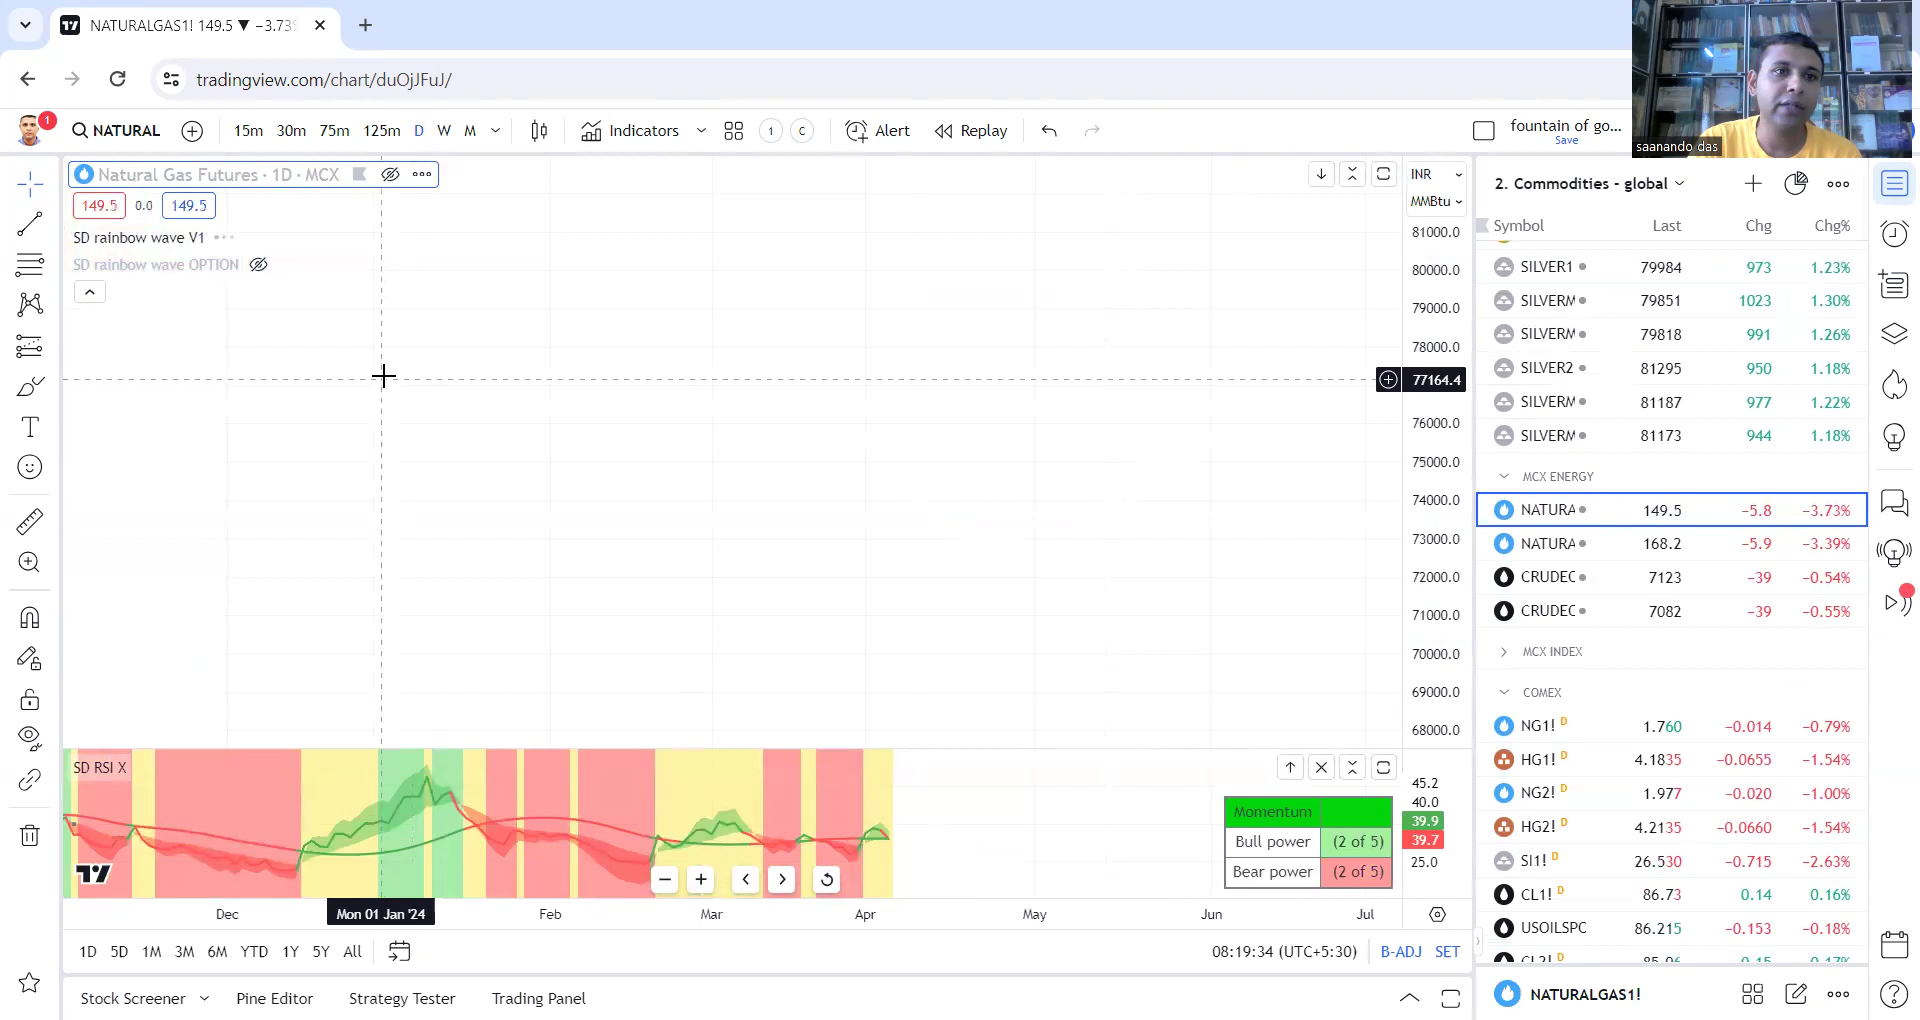 NATURALGAS1! 149.5 ▼ −3.73%
tradingview.com/chart/duOjJFuJ/
1
NATURAL
15m 30m 75m 125m D W M
Indicators
1 C
Alert
Replay
fountain of go...
Save
saanando das
Natural Gas Futures · 1D · MCX
149.5 0.0 149.5
SD rainbow wave V1
SD rainbow wave OPTION
INR
MMBtu
81000.0
80000.0
79000.0
78000.0
77164.4
76000.0
75000.0
74000.0
73000.0
72000.0
71000.0
70000.0
69000.0
68000.0
SD RSI X
Momentum
Bull power (2 of 5)
Bear power (2 of 5)
45.2
40.0
39.9
39.7
25.0
Dec Mon 01 Jan '24 Feb Mar Apr May Jun Jul
1D 5D 1M 3M 6M YTD 1Y 5Y All
08:19:34 (UTC+5:30) B-ADJ SET
Stock Screener Pine Editor Strategy Tester Trading Panel
2. Commodities - global
Symbol Last Chg Chg%
SILVER1 79984 973 1.23%
SILVERM 79851 1023 1.30%
SILVERM 79818 991 1.26%
SILVER2 81295 950 1.18%
SILVERM 81187 977 1.22%
SILVERM 81173 944 1.18%
MCX ENERGY
NATURA 149.5 −5.8 −3.73%
NATURA 168.2 −5.9 −3.39%
CRUDEC 7123 −39 −0.54%
CRUDEC 7082 −39 −0.55%
MCX INDEX
COMEX
NG1! D 1.760 −0.014 −0.79%
HG1! D 4.1835 −0.0655 −1.54%
NG2! D 1.977 −0.020 −1.00%
HG2! D 4.2135 −0.0660 −1.54%
SI1! D 26.530 −0.715 −2.63%
CL1! D 86.73 0.14 0.16%
USOILSPC 86.215 −0.153 −0.18%
NATURALGAS1!